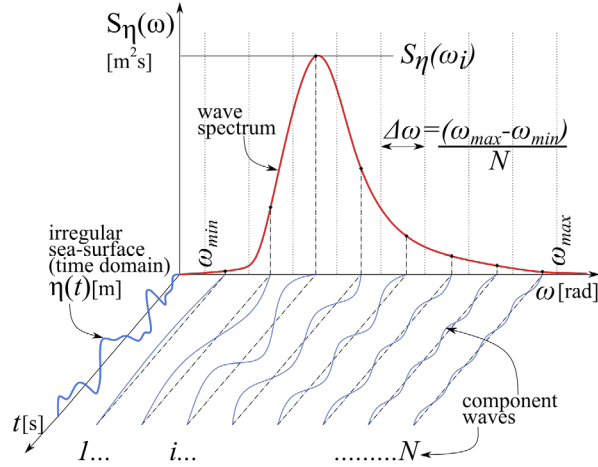 Sη(ω)
[m²s]
Sη(ωi)
wave
spectrum
Δω=(ωmax-ωmin)
N
ωmin
ωmax
irregular
sea-surface
(time domain)
η(t)[m]
ω[rad]
t[s]
component
waves
1... i... .........N